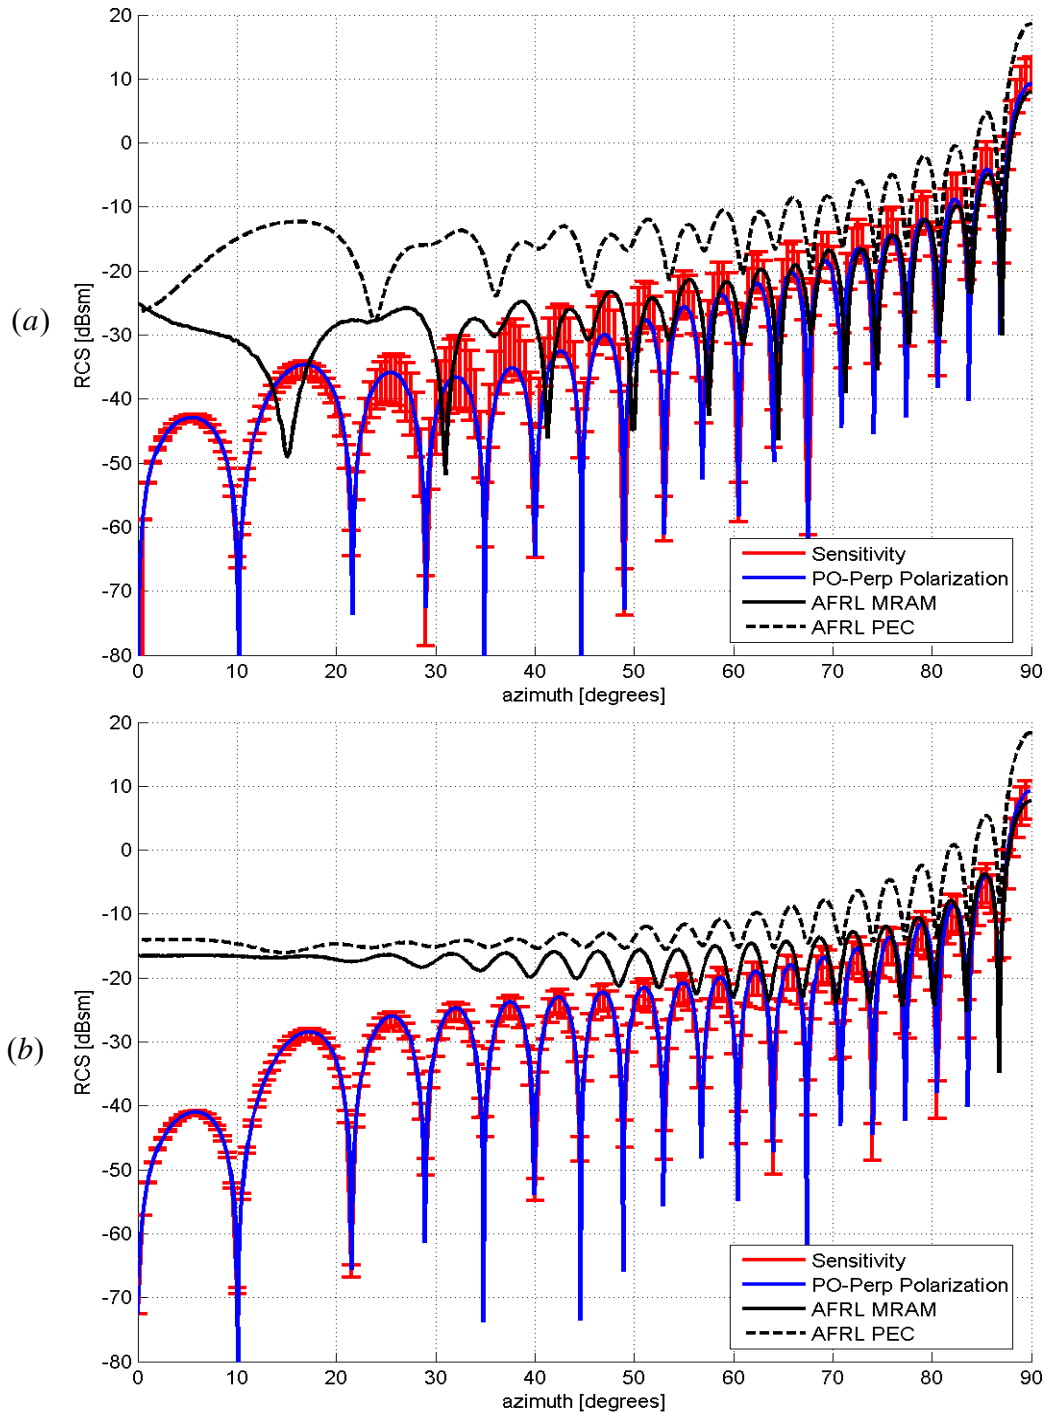 (a)
RCS [dBsm]
20
10
0
-10
-20
-30
-40
-50
-60
-70
-80
Sensitivity
PO-Perp Polarization
AFRL MRAM
AFRL PEC
0 10 20 30 40 50 60 70 80 90
azimuth [degrees]
(b)
RCS [dBsm]
20
10
0
-10
-20
-30
-40
-50
-60
-70
-80
Sensitivity
PO-Perp Polarization
AFRL MRAM
AFRL PEC
0 10 20 30 40 50 60 70 80 90
azimuth [degrees]